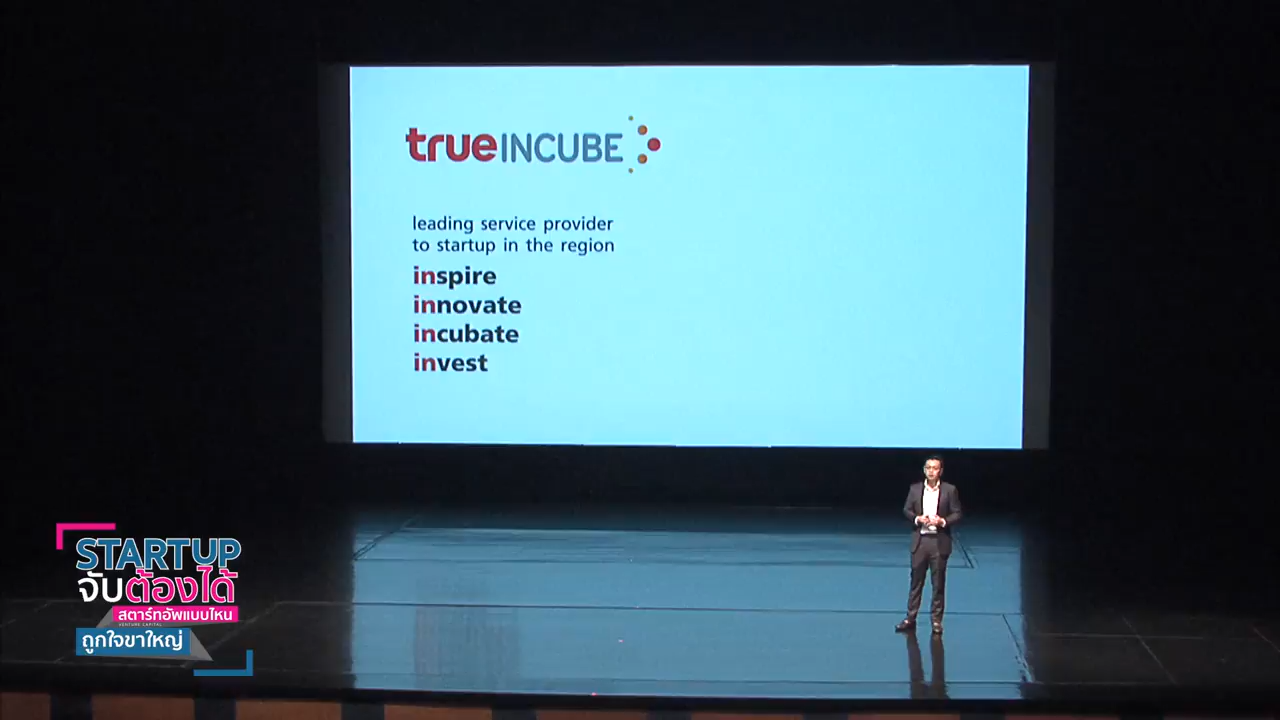 trueINCUBE
leading service provider
to startup in the region
inspire
innovate
incubate
invest
STARTUP
จับต้องได้
สตาร์ทอัพแบบไหน
VENTURE CAPITAL
ถูกใจขาใหญ่